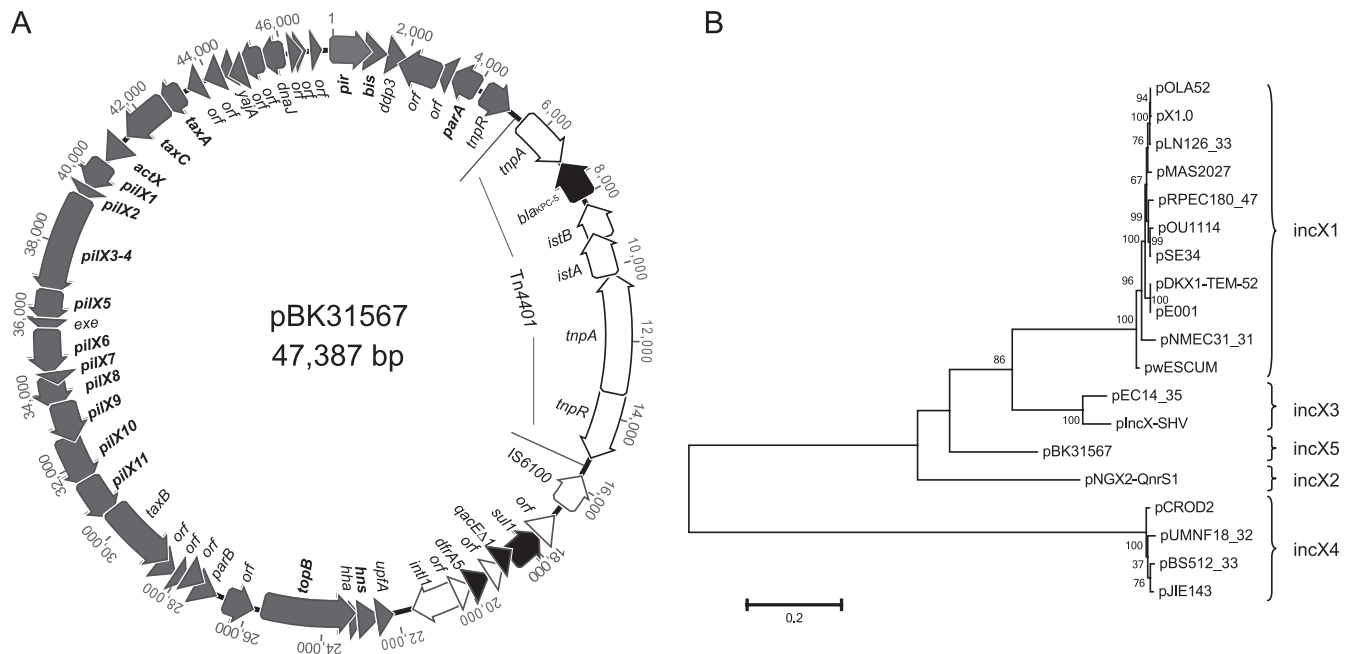 A
1
2,000
4,000
6,000
8,000
10,000
12,000
14,000
16,000
18,000
20,000
22,000
24,000
26,000
28,000
30,000
32,000
34,000
36,000
38,000
40,000
42,000
44,000
46,000
pir
bis
ddp3
orf
orf
parA
tnpR
tnpA
blaKPC-5
istB
istA
tnpA
tnpR
Tn4401
IS6100
orf
sul1
qacEΔ1
orf
dfrA5
orf
intI1
upfA
hns
hha
topB
orf
parB
orf
orf
orf
taxB
pilX11
pilX10
pilX9
pilX8
pilX7
pilX6
exe
pilX5
pilX3-4
pilX2
pilX1
actX
taxC
taxA
orf
orf
yajA
orf
orf
dnaJ
orf
orf
orf
pBK31567
47,387 bp
B
pOLA52
pX1.0
pLN126_33
pMAS2027
pRPEC180_47
pOU1114
pSE34
pDKX1-TEM-52
pE001
pNMEC31_31
pwESCUM
pEC14_35
pIncX-SHV
pBK31567
pNGX2-QnrS1
pCROD2
pUMNF18_32
pBS512_33
pJIE143
94
100
76
67
99
100
99
96
100
100
86
100
100
37
76
incX1
incX3
incX5
incX2
incX4
0.2